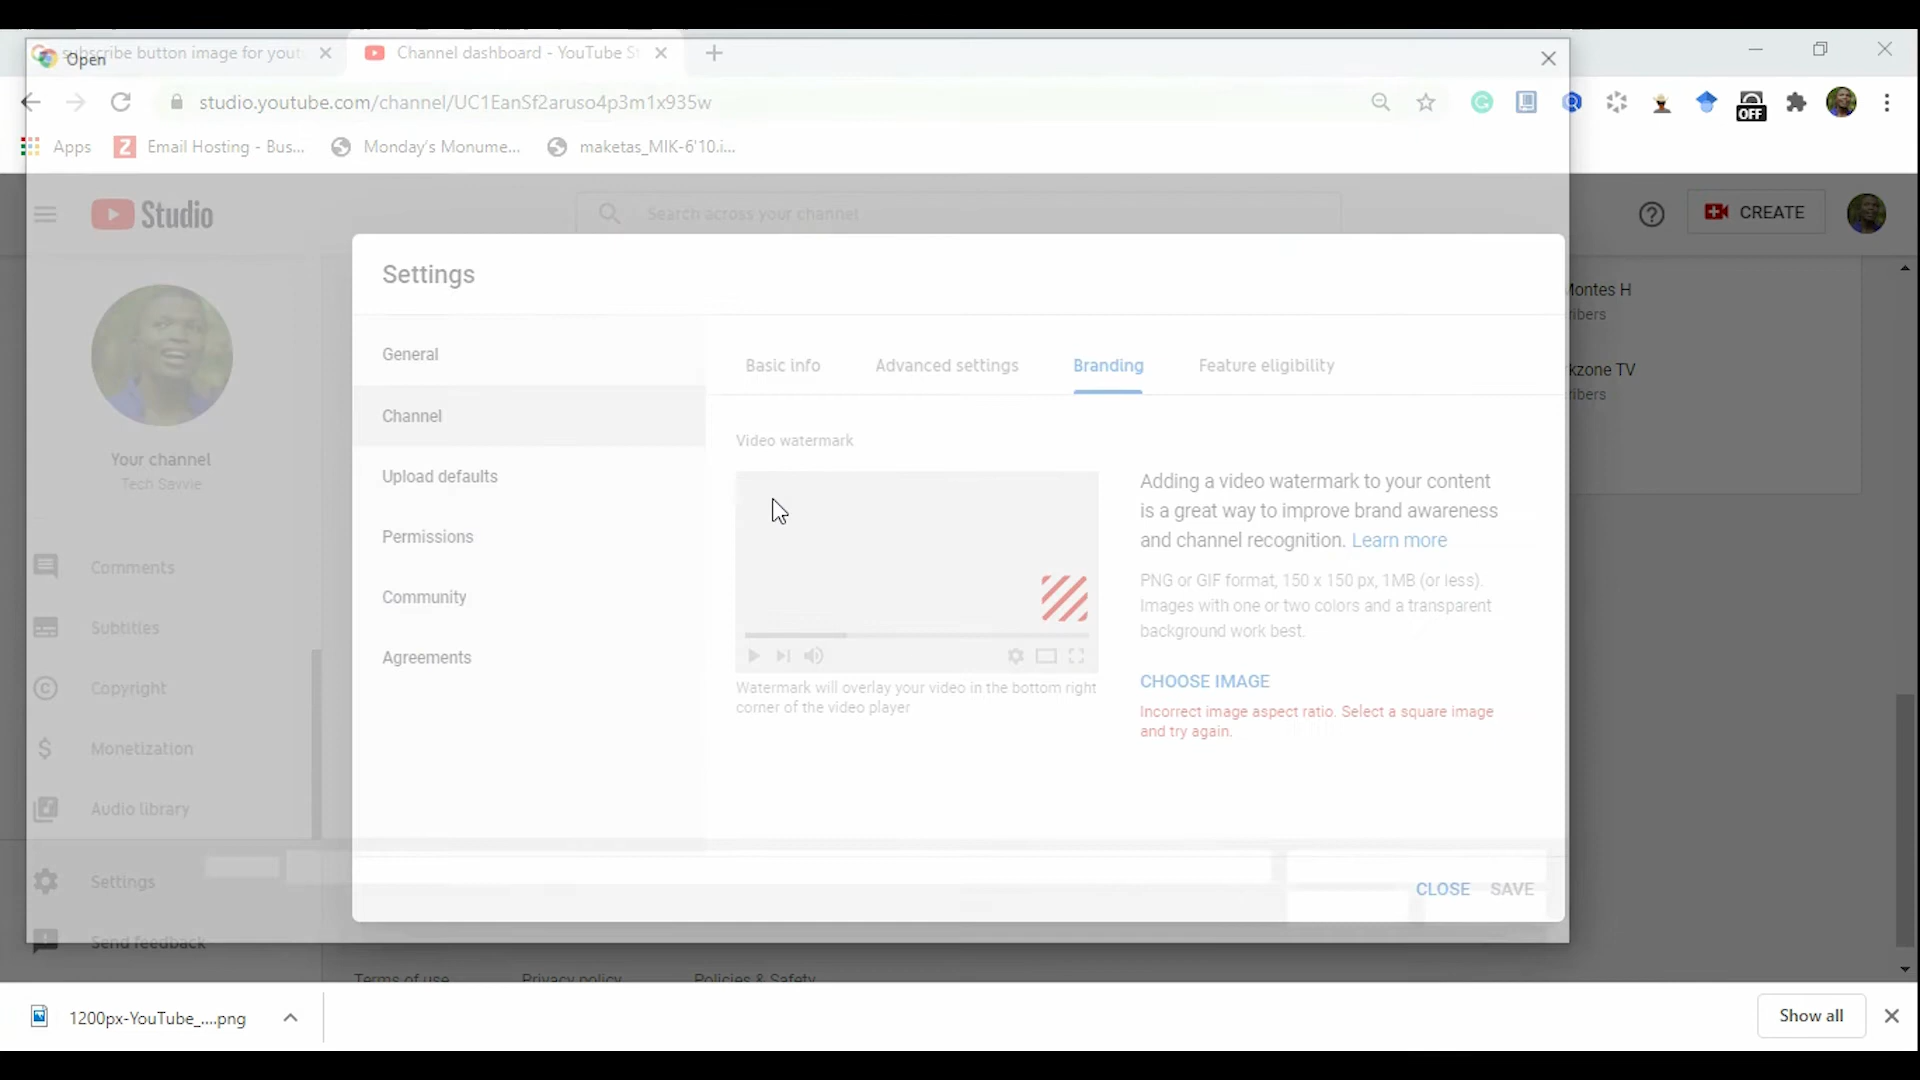 subscribe button image for yout
Open
Channel dashboard - YouTube St
studio.youtube.com/channel/UC1EanSf2aruso4p3m1x935w
OFF
Apps
Email Hosting - Bus...
Monday's Monume...
maketas_MIK-6'10.i...
Studio
Search across your channel
CREATE
Settings
Montes H
ribers
kzone TV
ribers
General
Channel
Upload defaults
Permissions
Community
Agreements
Basic info
Advanced settings
Branding
Feature eligibility
Your channel
Tech Savvie
Comments
Subtitles
Copyright
Monetization
Audio library
Settings
Send feedback
Video watermark
Watermark will overlay your video in the bottom right
corner of the video player
Adding a video watermark to your content
is a great way to improve brand awareness
and channel recognition. Learn more
PNG or GIF format, 150 x 150 px, 1MB (or less).
Images with one or two colors and a transparent
background work best.
CHOOSE IMAGE
Incorrect image aspect ratio. Select a square image
and try again.
CLOSE SAVE
Terms of use
Privacy policy
Policies & Safety
1200px-YouTube_....png
Show all